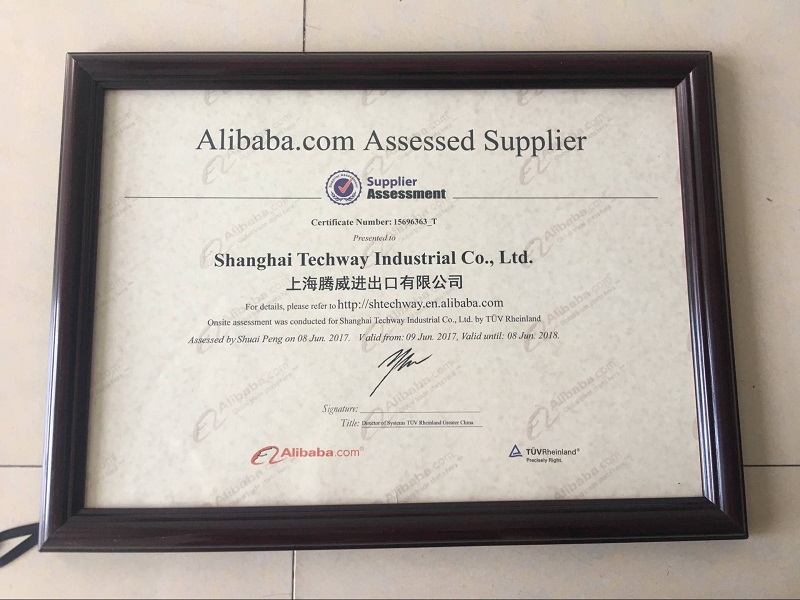 Alibaba.com Assessed Supplier
Supplier
Assessment
Certificate Number: 15696363_T
Presented to
Shanghai Techway Industrial Co., Ltd.
上海腾威进出口有限公司
For details, please refer to http://shtechway.en.alibaba.com
Onsite assessment was conducted for Shanghai Techway Industrial Co., Ltd. by TÜV Rheinland
Assessed by Shuai Peng on 08 Jun. 2017. Valid from: 09 Jun. 2017, Valid until: 08 Jun. 2018.
Signature:
Title: Director of Systems TÜV Rheinland Greater China
Alibaba.com®
TÜVRheinland®
Precisely Right.